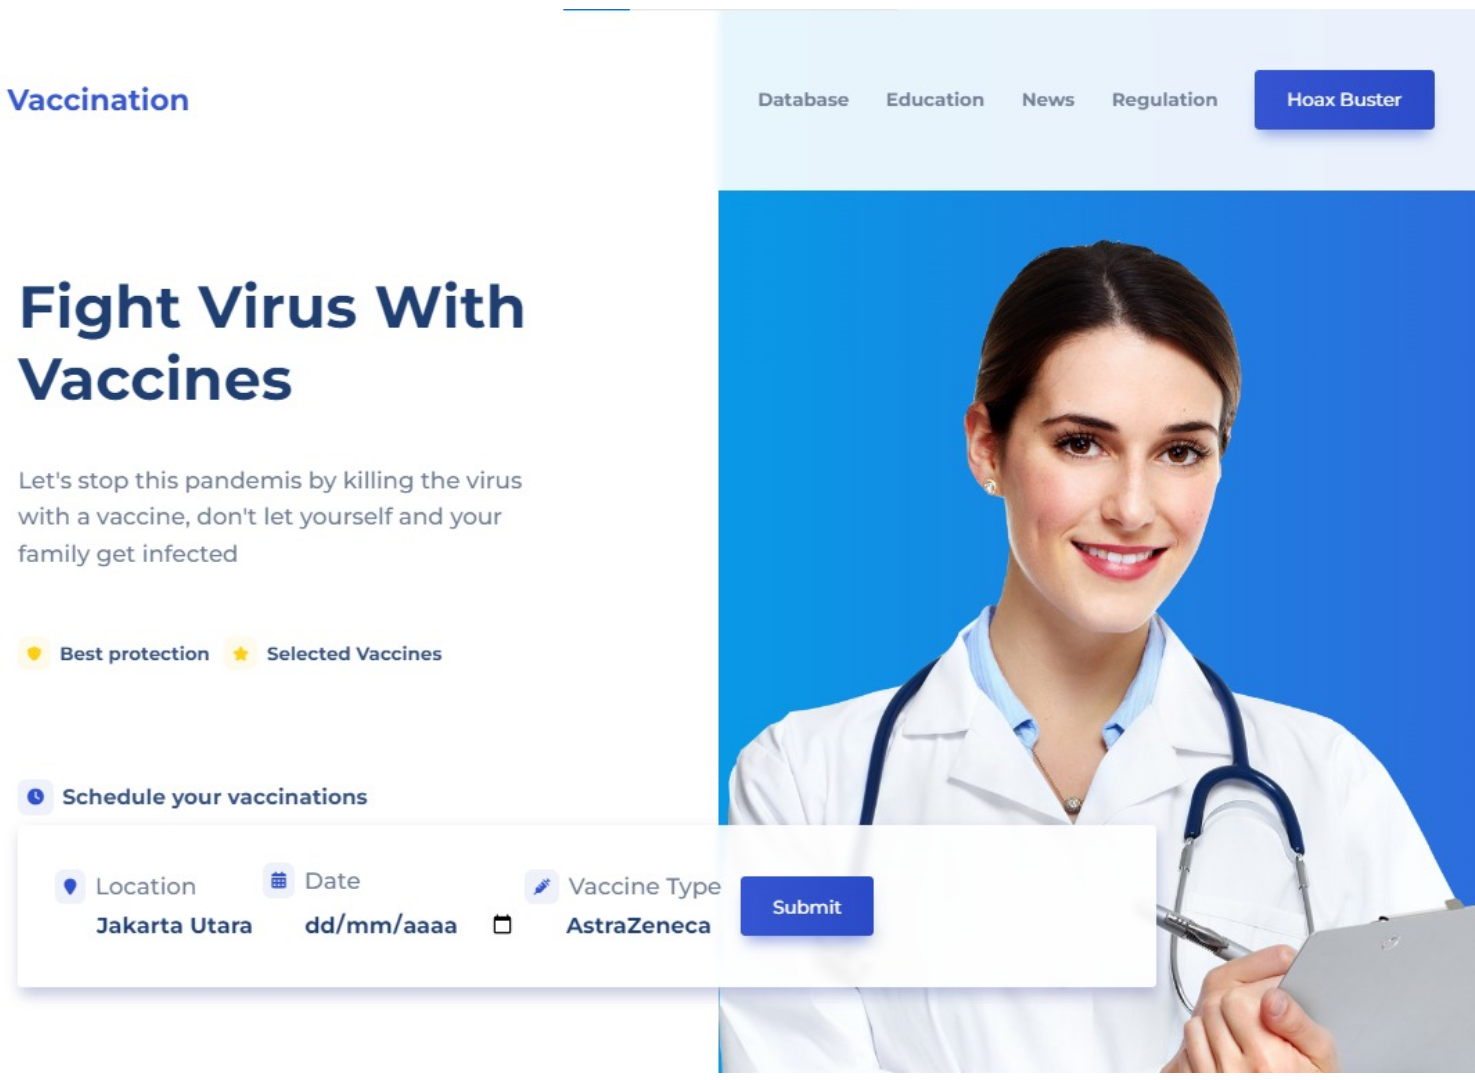 Vaccination
Database
Education
News
Regulation
Hoax Buster
Fight Virus With
Vaccines
Let's stop this pandemis by killing the virus
with a vaccine, don't let yourself and your
family get infected
Best protection
Selected Vaccines
Schedule your vaccinations
Location
Jakarta Utara
Date
dd/mm/aaaa
Vaccine Type
AstraZeneca
Submit